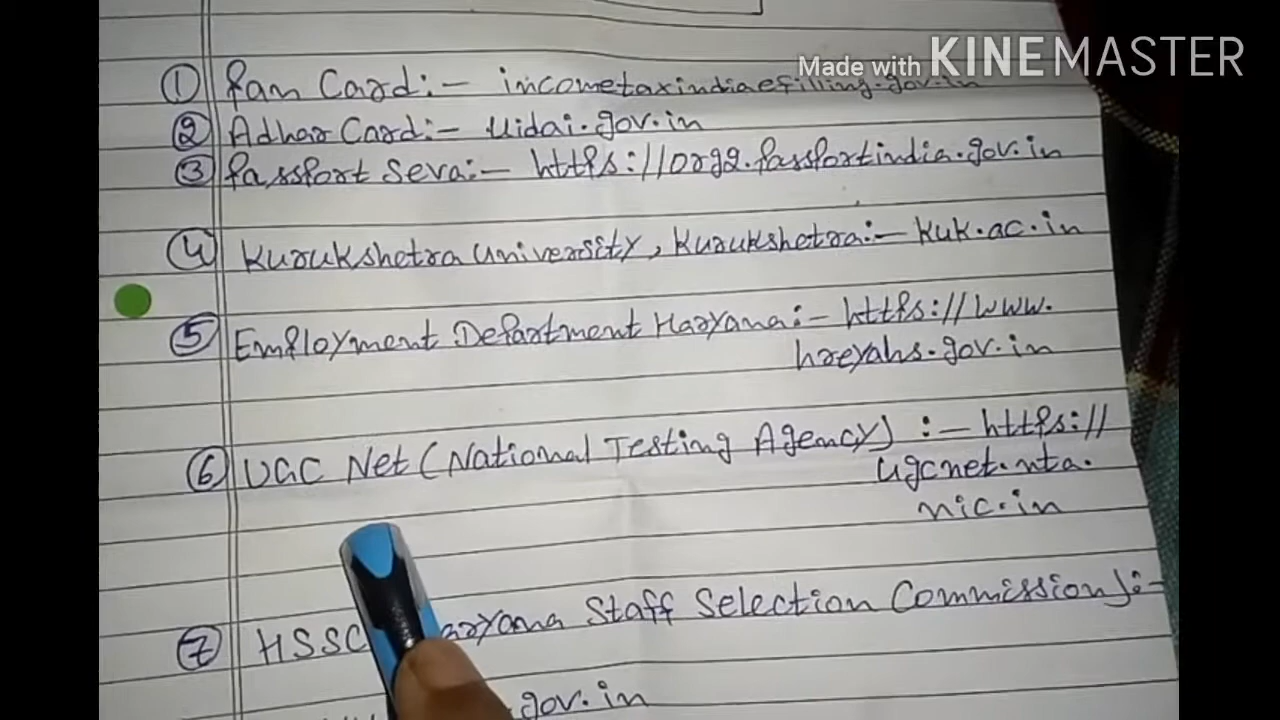 Made with KINEMASTER
① Pan Card:- incometaxindiaefilling.gov.in
② Adhar Card:- uidai.gov.in
③ Passport Seva:- https://org2.passportindia.gov.in
④ Kurukshetra University, Kurukshetra:- kuk.ac.in
⑤ Employment Department Haryana:- https://www.
hreyahs.gov.in
⑥ UGC Net (National Testing Agency) :- https://
ugcnet.nta.
nic.in
⑦ HSSC Staff Selection Commission):-
.gov.in